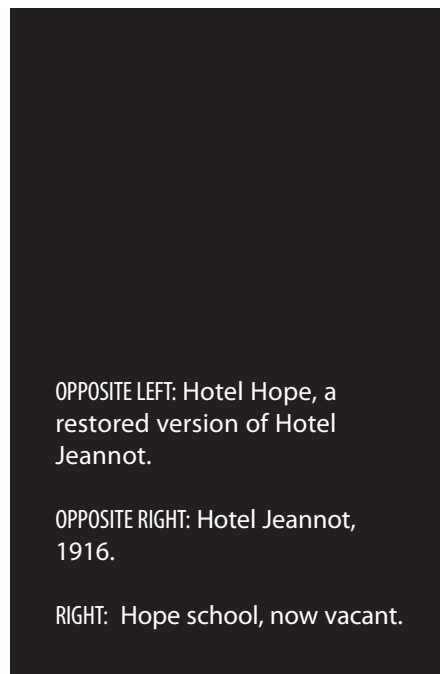 OPPOSITE LEFT: Hotel Hope, a
restored version of Hotel
Jeannot.
OPPOSITE RIGHT: Hotel Jeannot,
1916.
RIGHT: Hope school, now vacant.